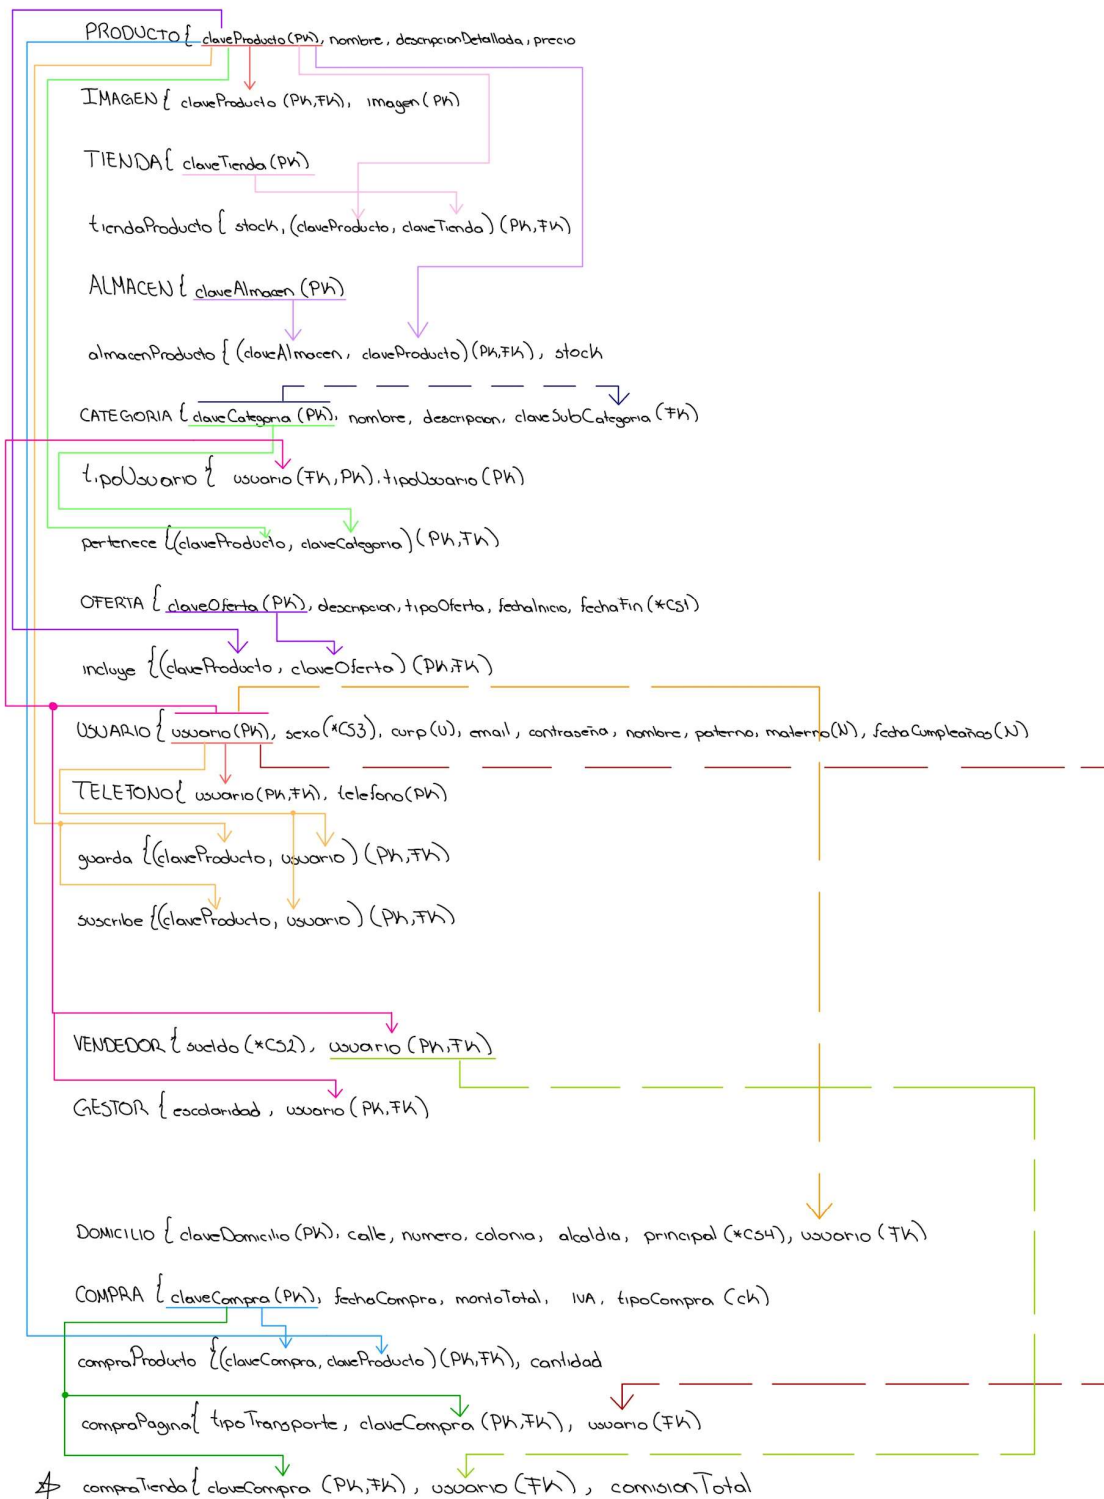 PRODUCTO { claveProducto (PK), nombre, descripcionDetallada, precio
IMAGEN { claveProducto (PK,FK), imagen (PK)
TIENDA { claveTienda (PK)
tiendaProducto { stock, (claveProducto, claveTienda) (PK,FK)
ALMACEN { claveAlmacen (PK)
almacenProducto { (claveAlmacen, claveProducto) (PK,FK), stock
CATEGORIA { claveCategoria (PK), nombre, descripcion, claveSubCategoria (FK)
tipoUsuario { usuario (FK, PK), tipoUsuario (PK)
pertenece {(claveProducto, claveCategoria) (PK,FK)
OFERTA { claveOferta (PK), descripcion, tipoOferta, fechaInicio, fechaFin (*CS1)
incluye {(claveProducto, claveOferta) (PK,FK)
USUARIO { usuario (PK), sexo (*CS3), curp (U), email, contraseña, nombre, paterno, materno (N), fechaCumpleaños (N)
TELEFONO { usuario (PK,FK), telefono (PK)
guarda {(claveProducto, usuario) (PK,FK)
suscribe {(claveProducto, usuario) (PK,FK)
VENDEDOR { sueldo (*CS2), usuario (PK,FK)
GESTOR { escolaridad, usuario (PK,FK)
DOMICILIO { claveDomicilio (PK), calle, numero, colonia, alcaldia, principal (*CS4), usuario (FK)
COMPRA { claveCompra (PK), fechaCompra, montoTotal, IVA, tipoCompra (ck)
compraProducto {(claveCompra, claveProducto) (PK,FK), cantidad
compraPagina { tipoTransporte, claveCompra (PK,FK), usuario (FK)
compraTienda { claveCompra (PK,FK), usuario (FK), comisionTotal